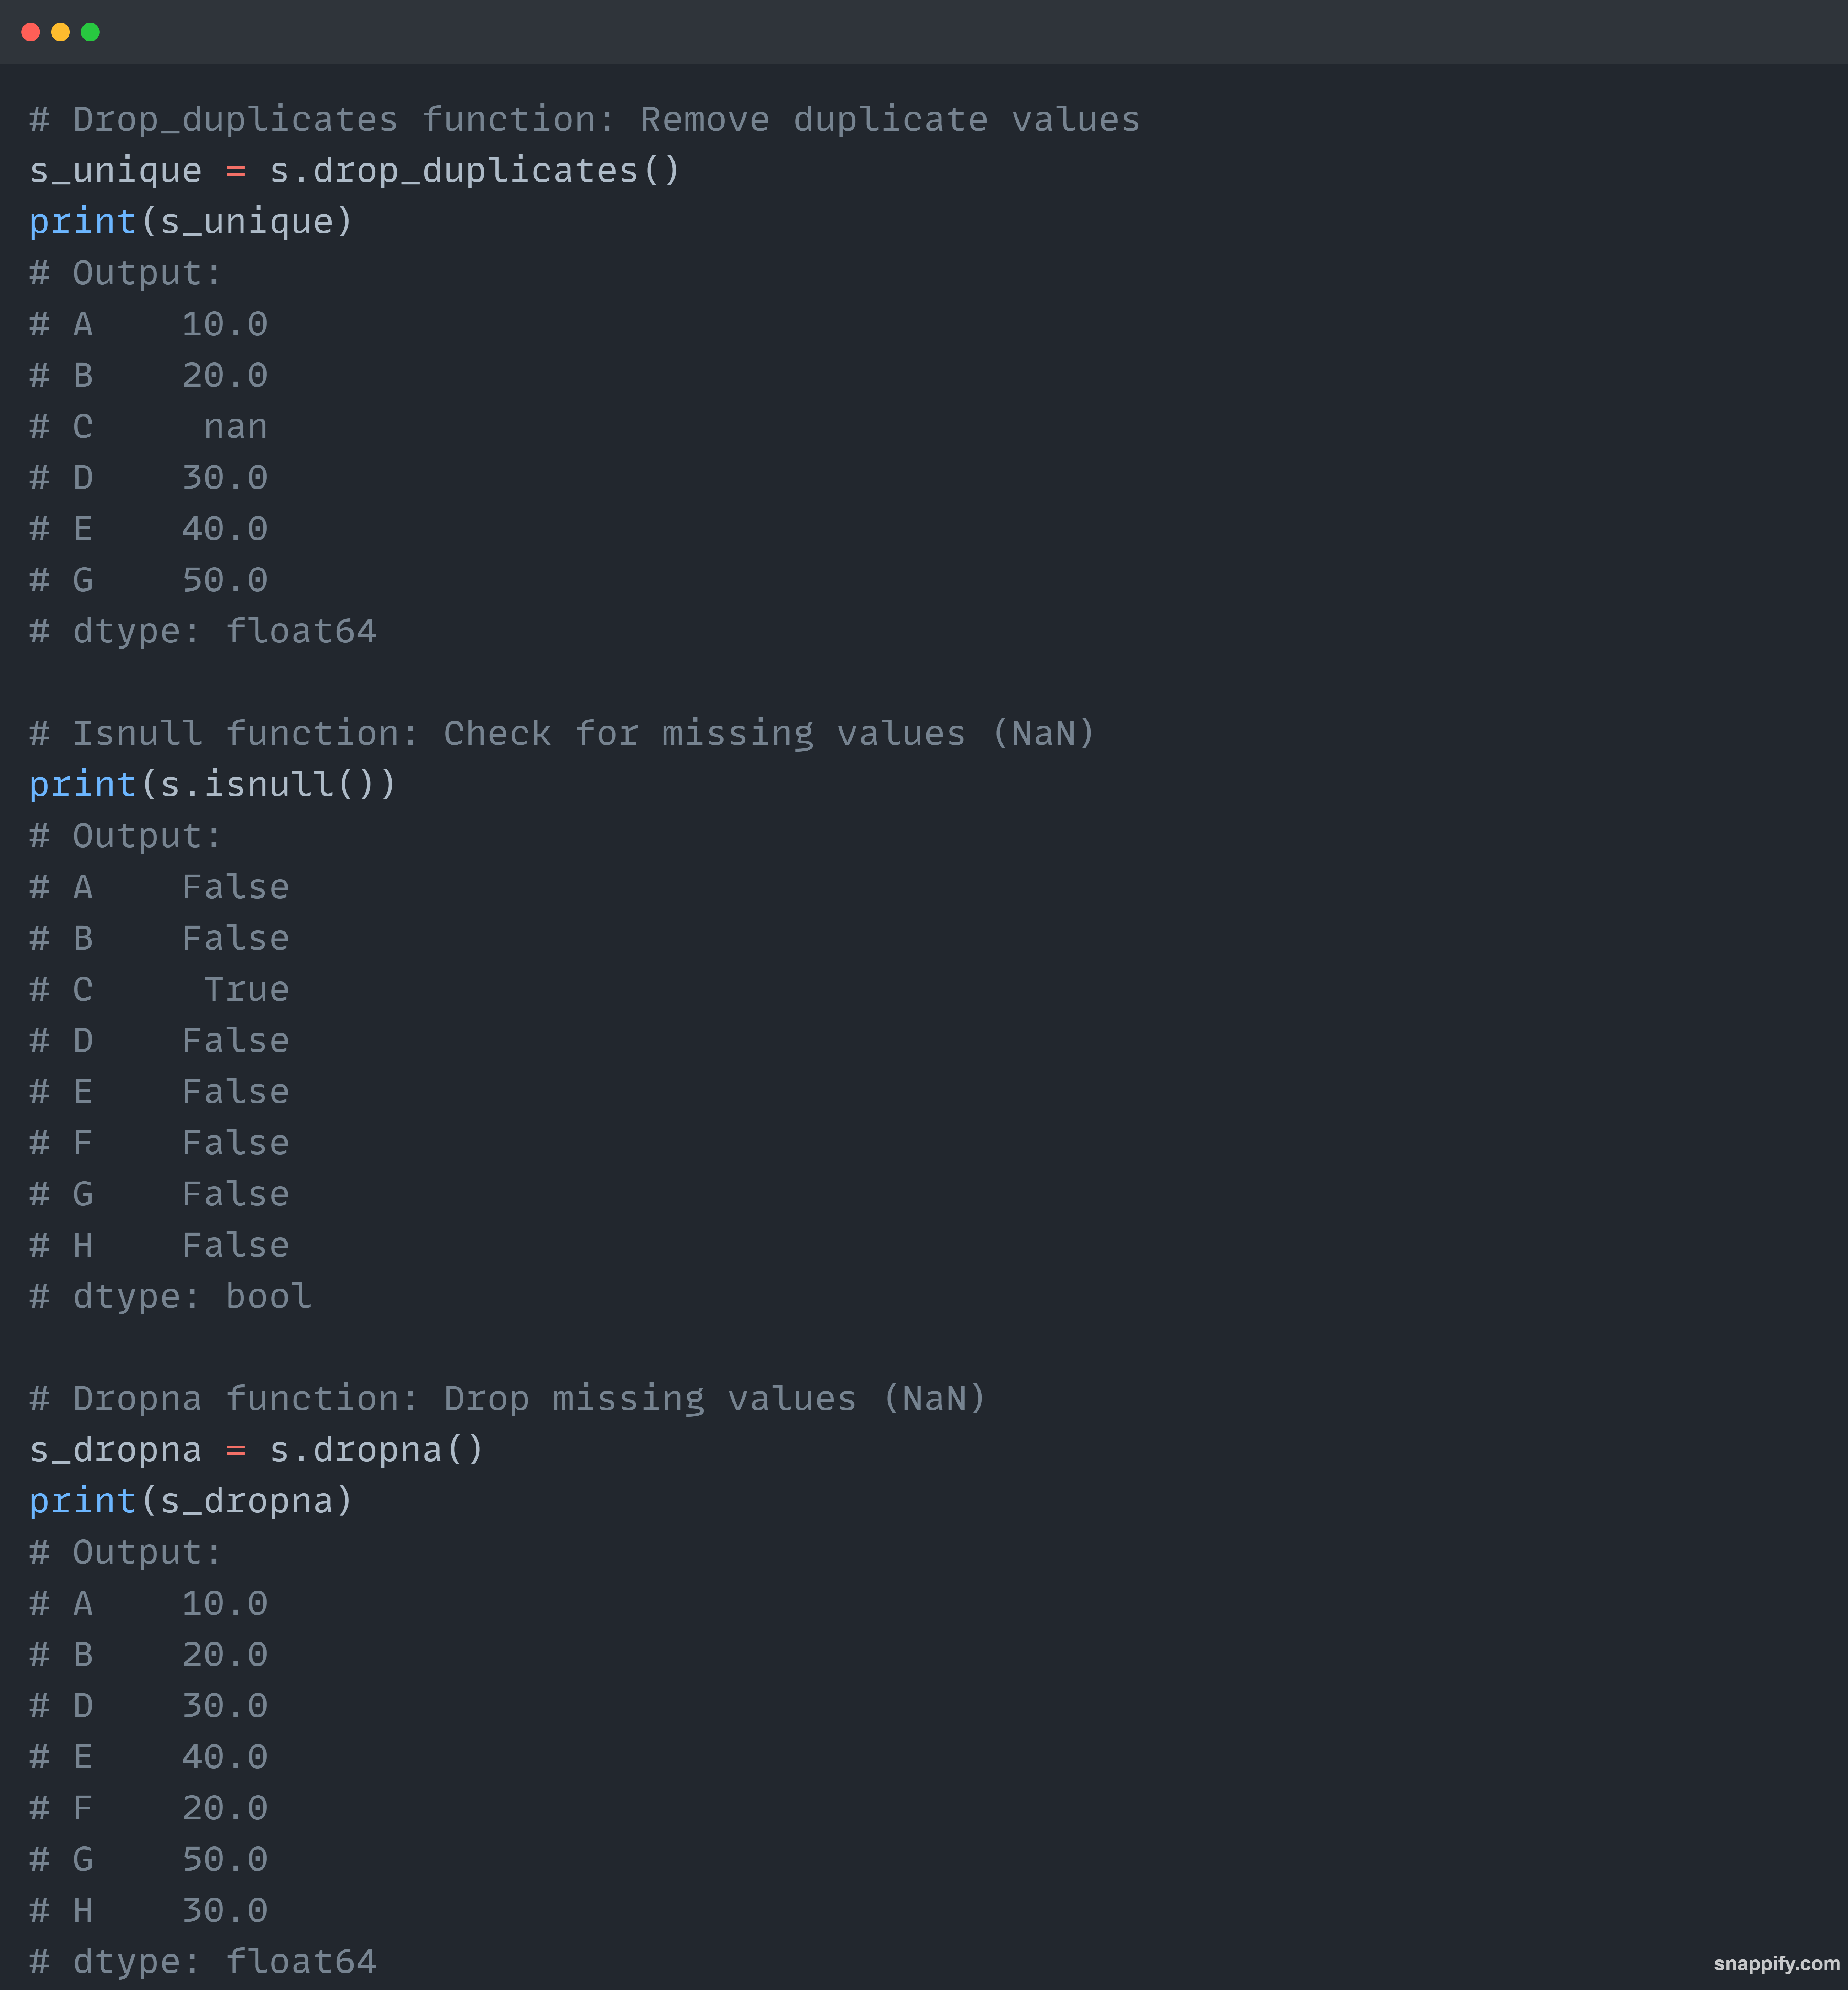 # Drop_duplicates function: Remove duplicate values
s_unique = s.drop_duplicates()
print(s_unique)
# Output:
# A    10.0
# B    20.0
# C     nan
# D    30.0
# E    40.0
# G    50.0
# dtype: float64

# Isnull function: Check for missing values (NaN)
print(s.isnull())
# Output:
# A    False
# B    False
# C     True
# D    False
# E    False
# F    False
# G    False
# H    False
# dtype: bool

# Dropna function: Drop missing values (NaN)
s_dropna = s.dropna()
print(s_dropna)
# Output:
# A    10.0
# B    20.0
# D    30.0
# E    40.0
# F    20.0
# G    50.0
# H    30.0
# dtype: float64
snappify.com